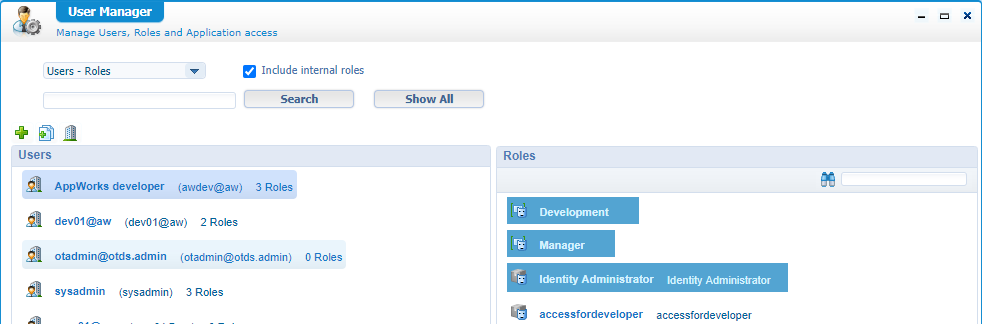 User Manager
Manage Users, Roles and Application access
Users - Roles
Include internal roles
Search
Show All
Users
AppWorks developer (awdev@aw) 3 Roles
dev01@aw (dev01@aw) 2 Roles
otadmin@otds.admin (otadmin@otds.admin) 0 Roles
sysadmin (sysadmin) 3 Roles
Roles
Development
Manager
Identity Administrator Identity Administrator
accessfordeveloper accessfordeveloper